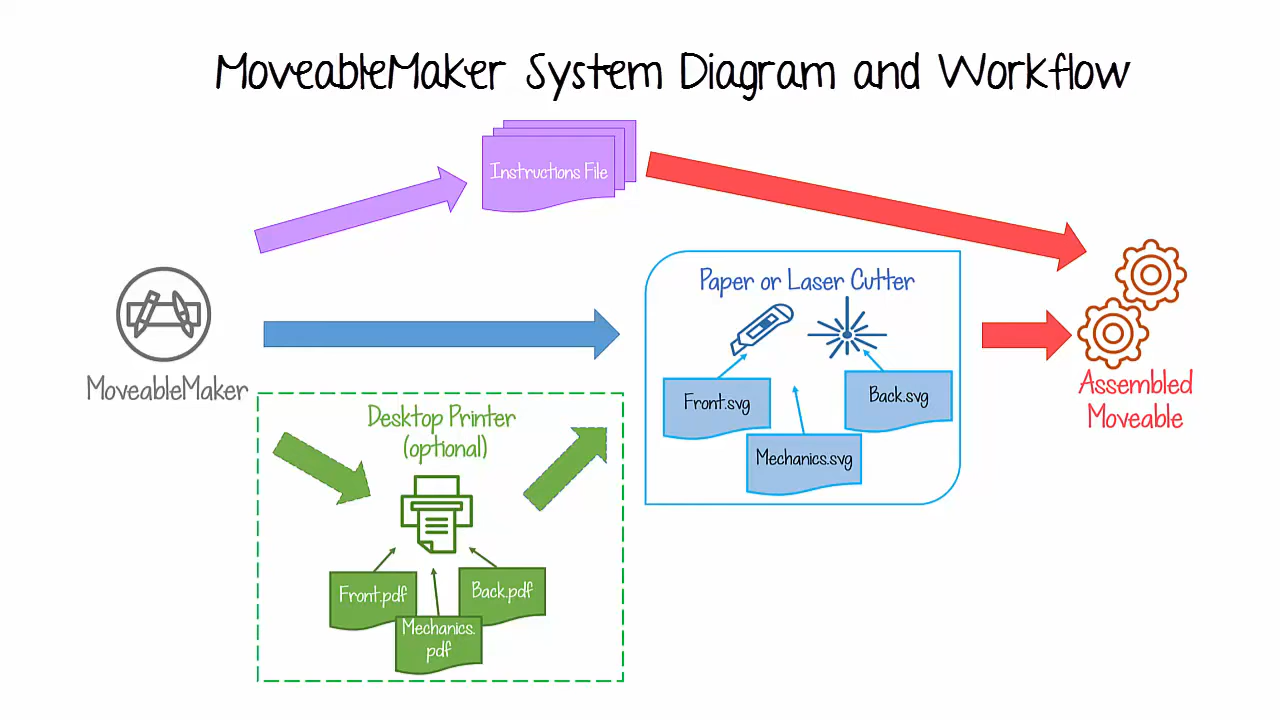 MoveableMaker System Diagram and Workflow
Instructions File
Paper or Laser Cutter
MoveableMaker
Front.svg
Back.svg
Mechanics.svg
Assembled
Moveable
Desktop Printer
(optional)
Front.pdf
Back.pdf
Mechanics.
pdf